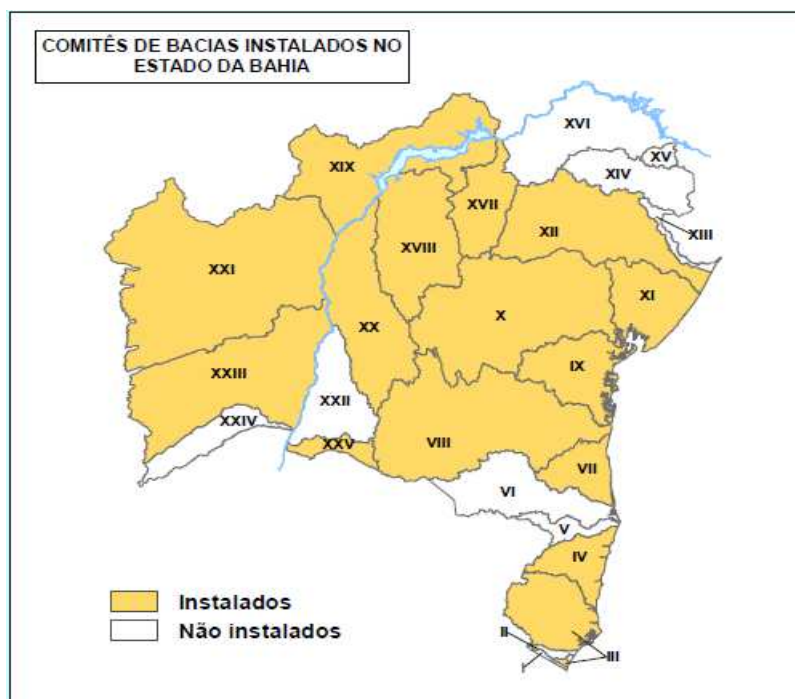 COMITÊS DE BACIAS INSTALADOS NO
ESTADO DA BAHIA
XVI
XV
XIV
XIX
XVII
XIII
XII
XVIII
XXI
XI
X
XX
IX
XXIII
XXII
XXIV
XXV
VIII
VII
VI
V
IV
Instalados
Não instalados
II
III
I